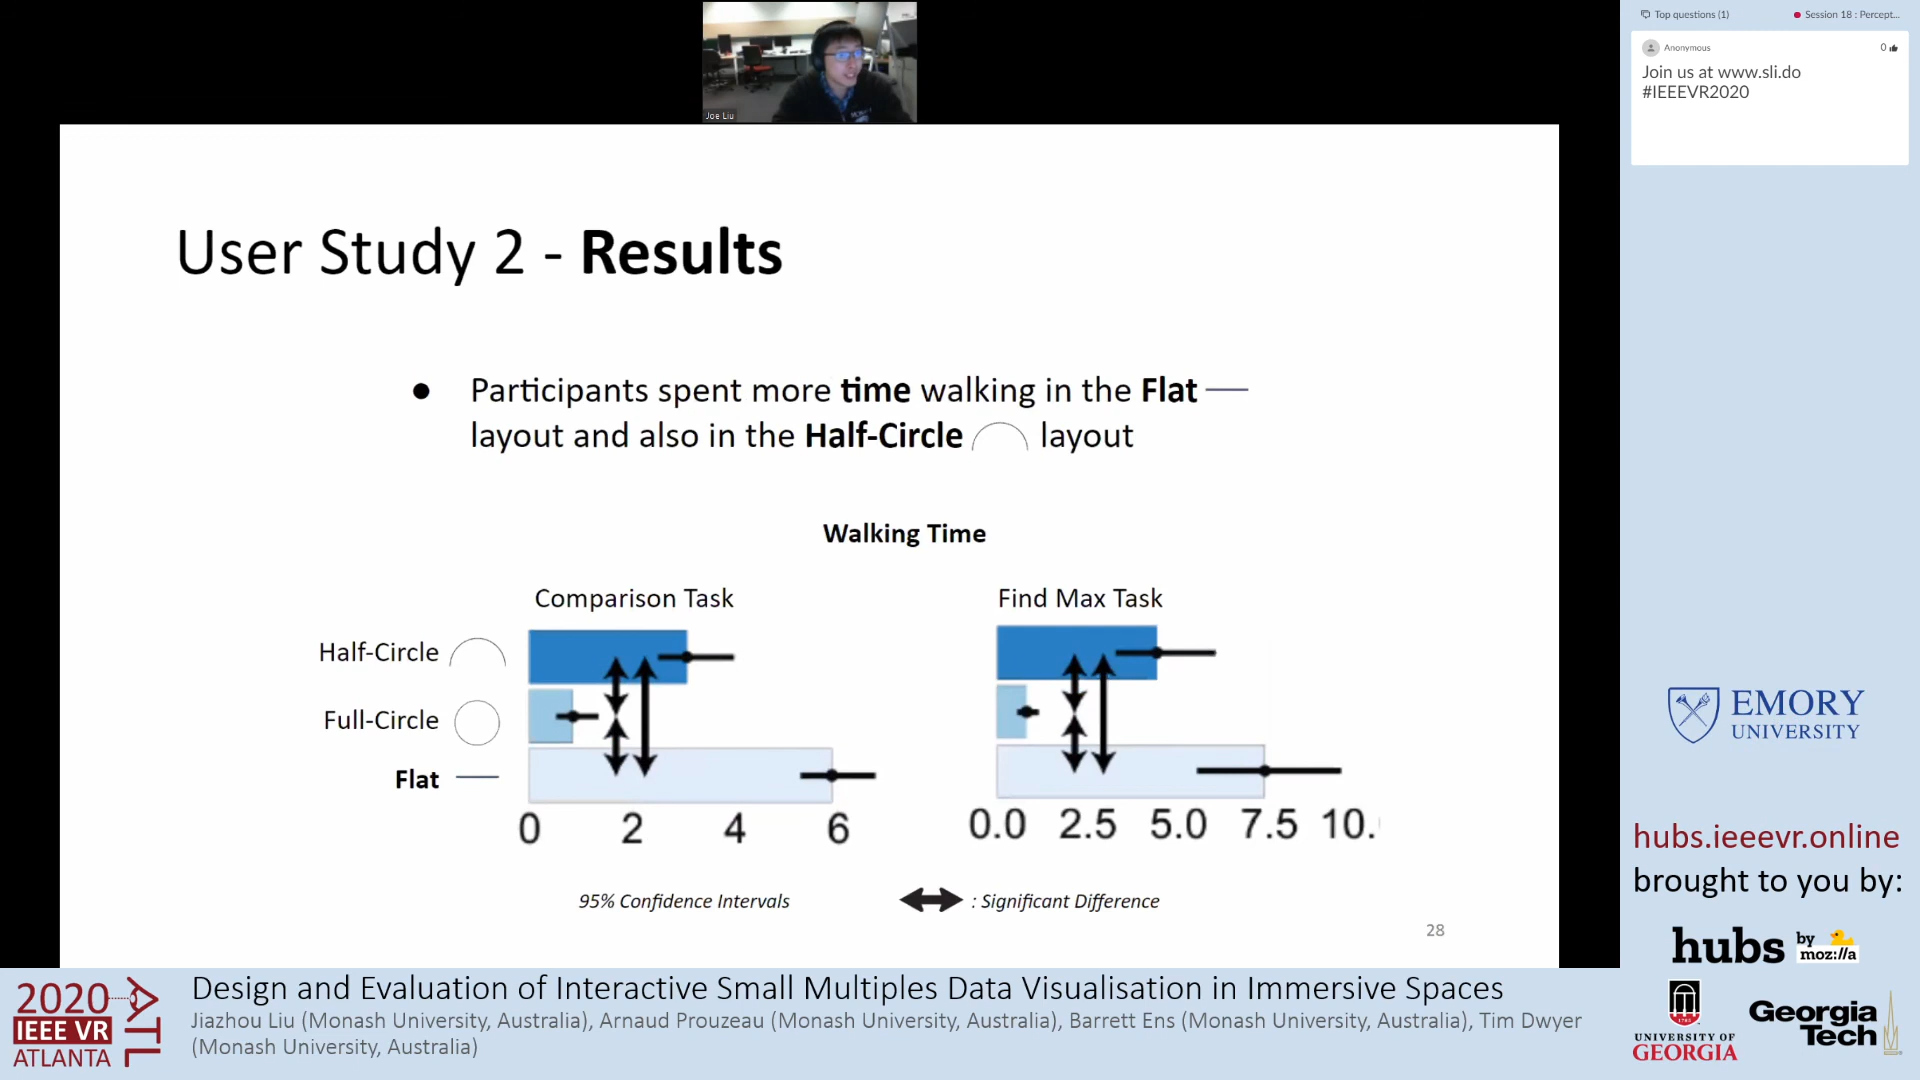 Joe Liu
Top questions (1)
Session 18 : Percept...
Anonymous
0
Join us at www.sli.do
#IEEEVR2020
User Study 2 - Results
Participants spent more time walking in the Flat
layout and also in the Half-Circle layout
Walking Time
Comparison Task
Find Max Task
Half-Circle
Full-Circle
Flat
0 2 4 6
0.0 2.5 5.0 7.5 10.
95% Confidence Intervals
: Significant Difference
28
EMORY
UNIVERSITY
hubs.ieeevr.online
brought to you by:
hubs by moz://a
UNIVERSITY OF
GEORGIA
Georgia
Tech
2020
IEEE VR
ATLANTA
ATL
Design and Evaluation of Interactive Small Multiples Data Visualisation in Immersive Spaces
Jiazhou Liu (Monash University, Australia), Arnaud Prouzeau (Monash University, Australia), Barrett Ens (Monash University, Australia), Tim Dwyer
(Monash University, Australia)